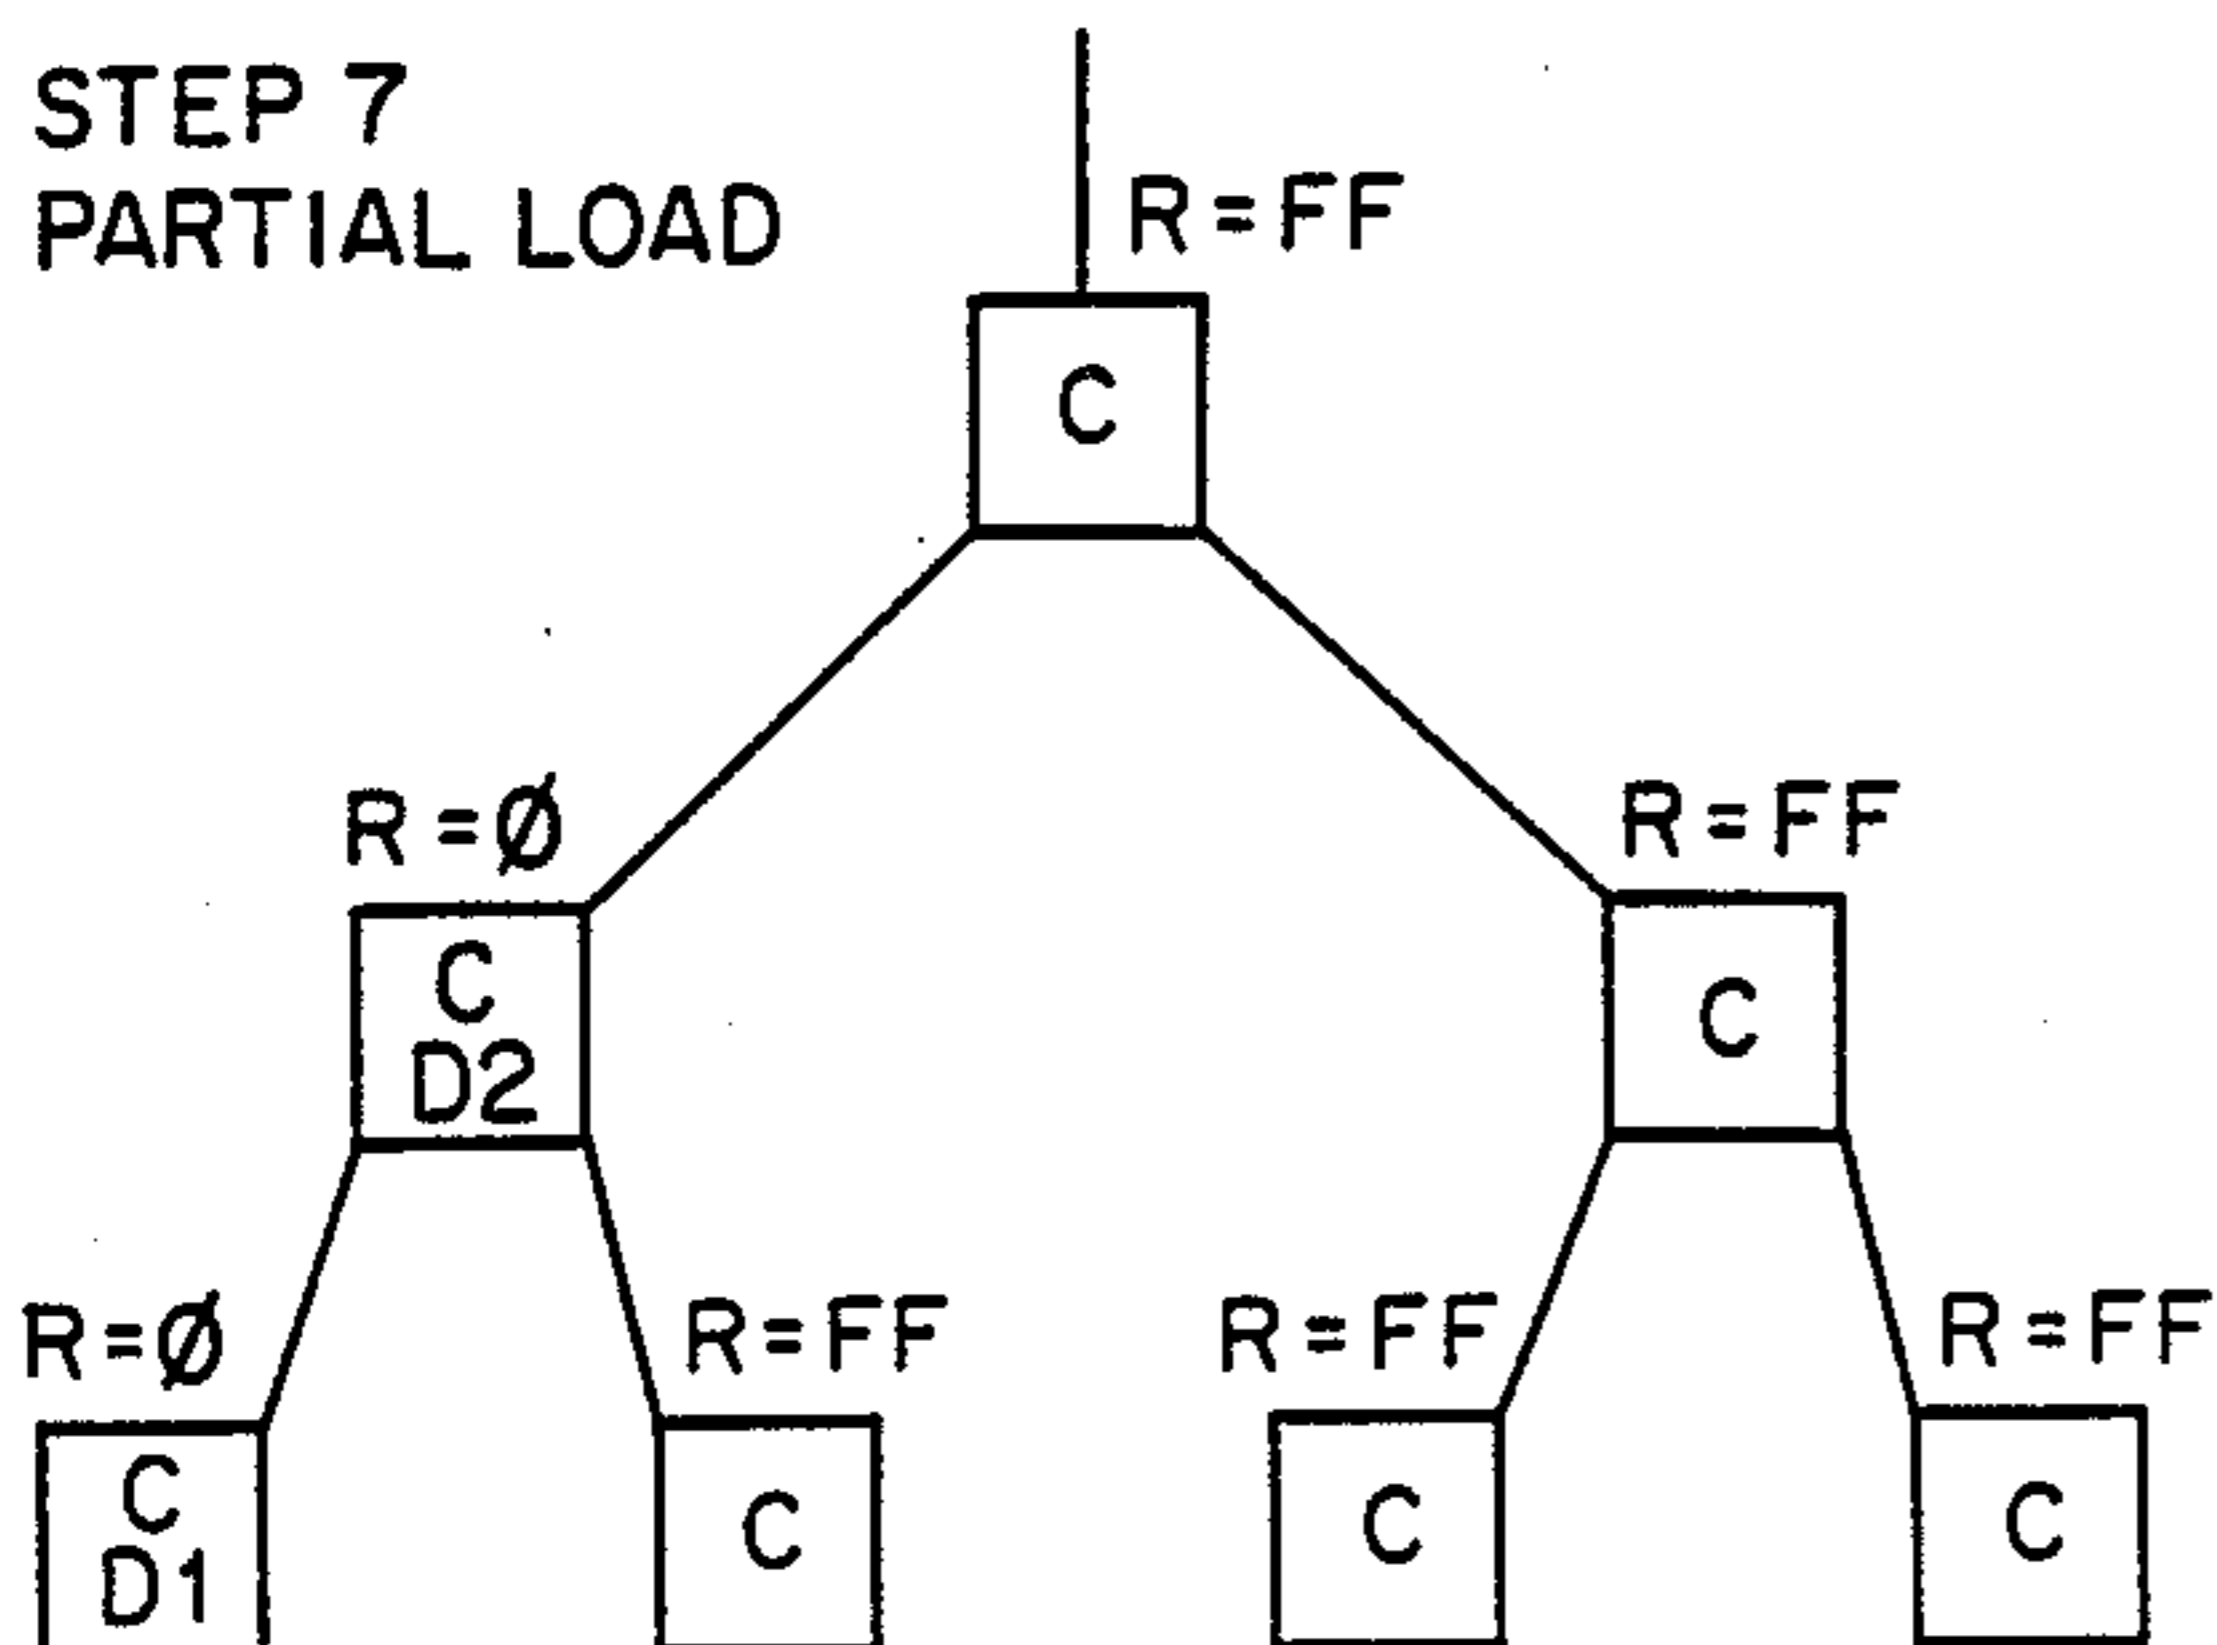 STEP 7
PARTIAL LOAD
R=FF
C
R=Ø
R=FF
C
D2
C
R=Ø
R=FF
R=FF
R=FF
C
D1
C
C
C